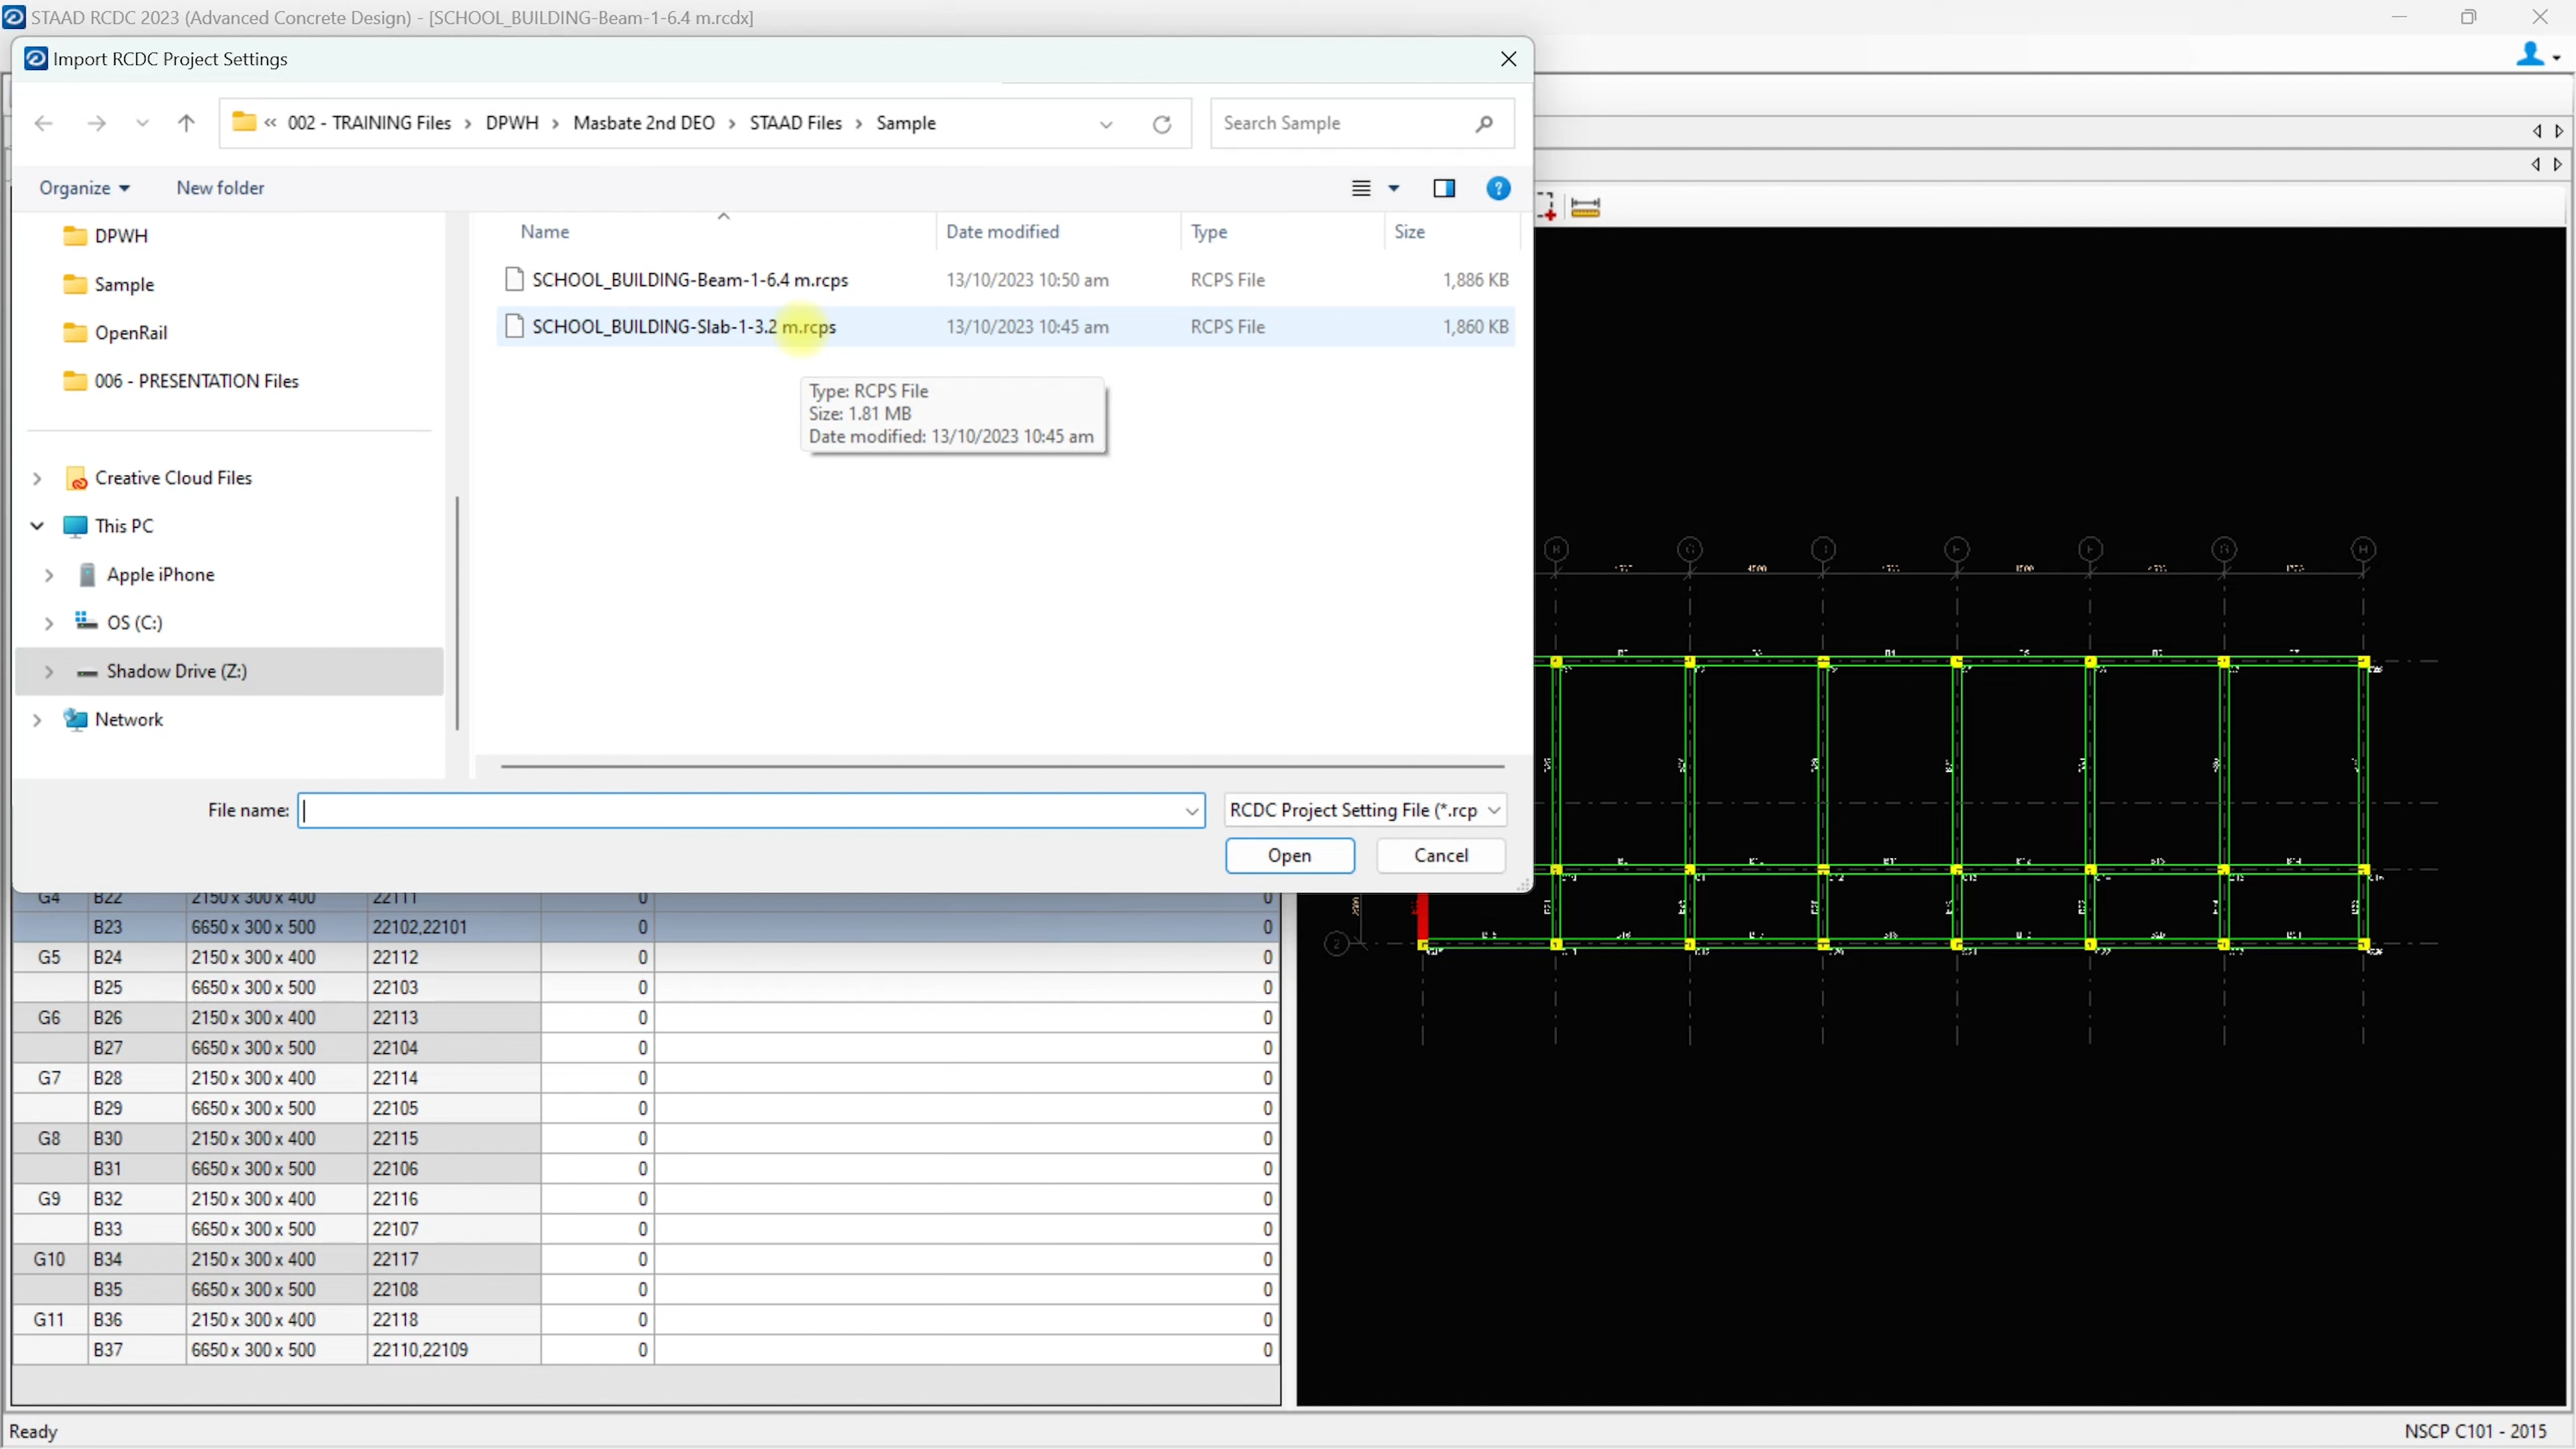 STAAD RCDC 2023 (Advanced Concrete Design) - [SCHOOL_BUILDING-Beam-1-6.4 m.rcdx]
Import RCDC Project Settings
« 002 - TRAINING Files › DPWH › Masbate 2nd DEO › STAAD Files › Sample
Search Sample
Organize New folder
DPWH
Sample
OpenRail
006 - PRESENTATION Files
Creative Cloud Files
This PC
Apple iPhone
OS (C:)
Shadow Drive (Z:)
Network
Name Date modified Type Size
SCHOOL_BUILDING-Beam-1-6.4 m.rcps 13/10/2023 10:50 am RCPS File 1,886 KB
SCHOOL_BUILDING-Slab-1-3.2 m.rcps 13/10/2023 10:45 am RCPS File 1,860 KB
Type: RCPS File
Size: 1.81 MB
Date modified: 13/10/2023 10:45 am
File name: RCDC Project Setting File (*.rcp
Open Cancel
G4 B22 2150 x 300 x 400 22111 0 0
B23 6650 x 300 x 500 22102,22101 0 0
G5 B24 2150 x 300 x 400 22112 0 0
B25 6650 x 300 x 500 22103 0 0
G6 B26 2150 x 300 x 400 22113 0 0
B27 6650 x 300 x 500 22104 0 0
G7 B28 2150 x 300 x 400 22114 0 0
B29 6650 x 300 x 500 22105 0 0
G8 B30 2150 x 300 x 400 22115 0 0
B31 6650 x 300 x 500 22106 0 0
G9 B32 2150 x 300 x 400 22116 0 0
B33 6650 x 300 x 500 22107 0 0
G10 B34 2150 x 300 x 400 22117 0 0
B35 6650 x 300 x 500 22108 0 0
G11 B36 2150 x 300 x 400 22118 0 0
B37 6650 x 300 x 500 22110,22109 0 0
2
Ready
NSCP C101 - 2015